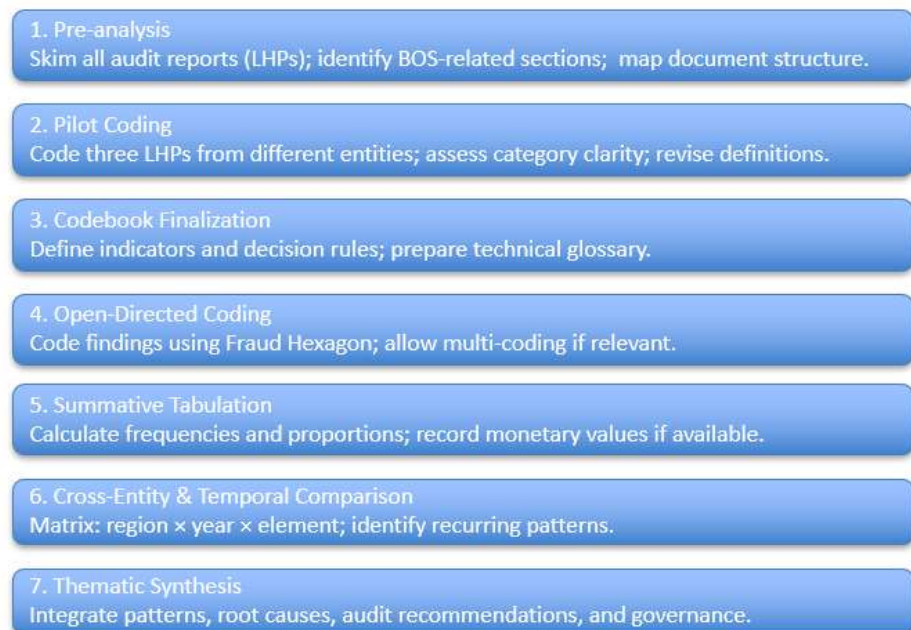 1. Pre-analysis
Skim all audit reports (LHPs); identify BOS-related sections; map document structure.
2. Pilot Coding
Code three LHPs from different entities; assess category clarity; revise definitions.
3. Codebook Finalization
Define indicators and decision rules; prepare technical glossary.
4. Open-Directed Coding
Code findings using Fraud Hexagon; allow multi-coding if relevant.
5. Summative Tabulation
Calculate frequencies and proportions; record monetary values if available.
6. Cross-Entity & Temporal Comparison
Matrix: region × year × element; identify recurring patterns.
7. Thematic Synthesis
Integrate patterns, root causes, audit recommendations, and governance.